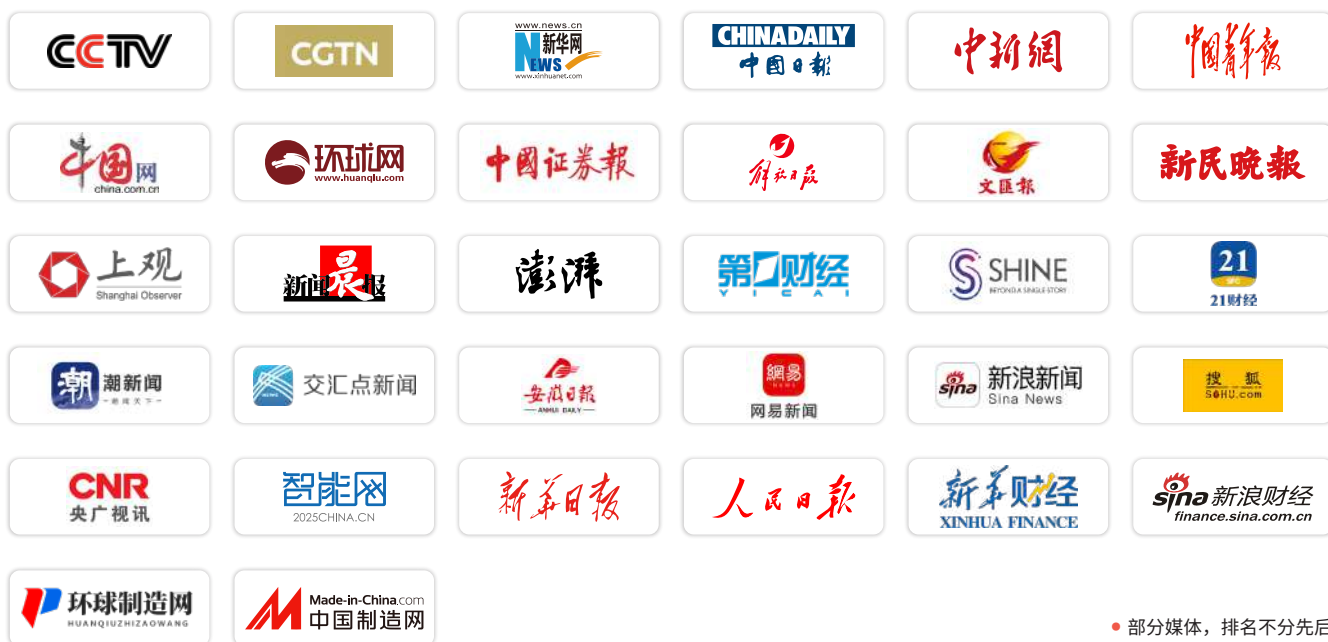 CCTV
CGTN
www.news.cn
新华网
NEWS
www.xinhuanet.com
CHINADAILY
中国日報
中新網
中国青年报
中国网
china.com.cn
环球网
www.huanqiu.com
中國证券報
解放日报
文匯報
新民晚報
上观
Shanghai Observer
新闻晨报
澎湃
第一财经
YICAI
SHINE
BEYOND A SINGLE STORY
21
21财经
潮
潮新闻
交汇点新闻
安徽日報
ANHUI DAILY
網易
NEWS
网易新闻
sina
新浪新闻
Sina News
搜狐
SOHU.com
CNR
央广视讯
智能网
2025CHINA.CN
新华日报
人民日报
新华财经
XINHUA FINANCE
sina 新浪财经
finance.sina.com.cn
环球制造网
HUANQIUZHIZAOWANG
Made-in-China.com
中国制造网
部分媒体，排名不分先后